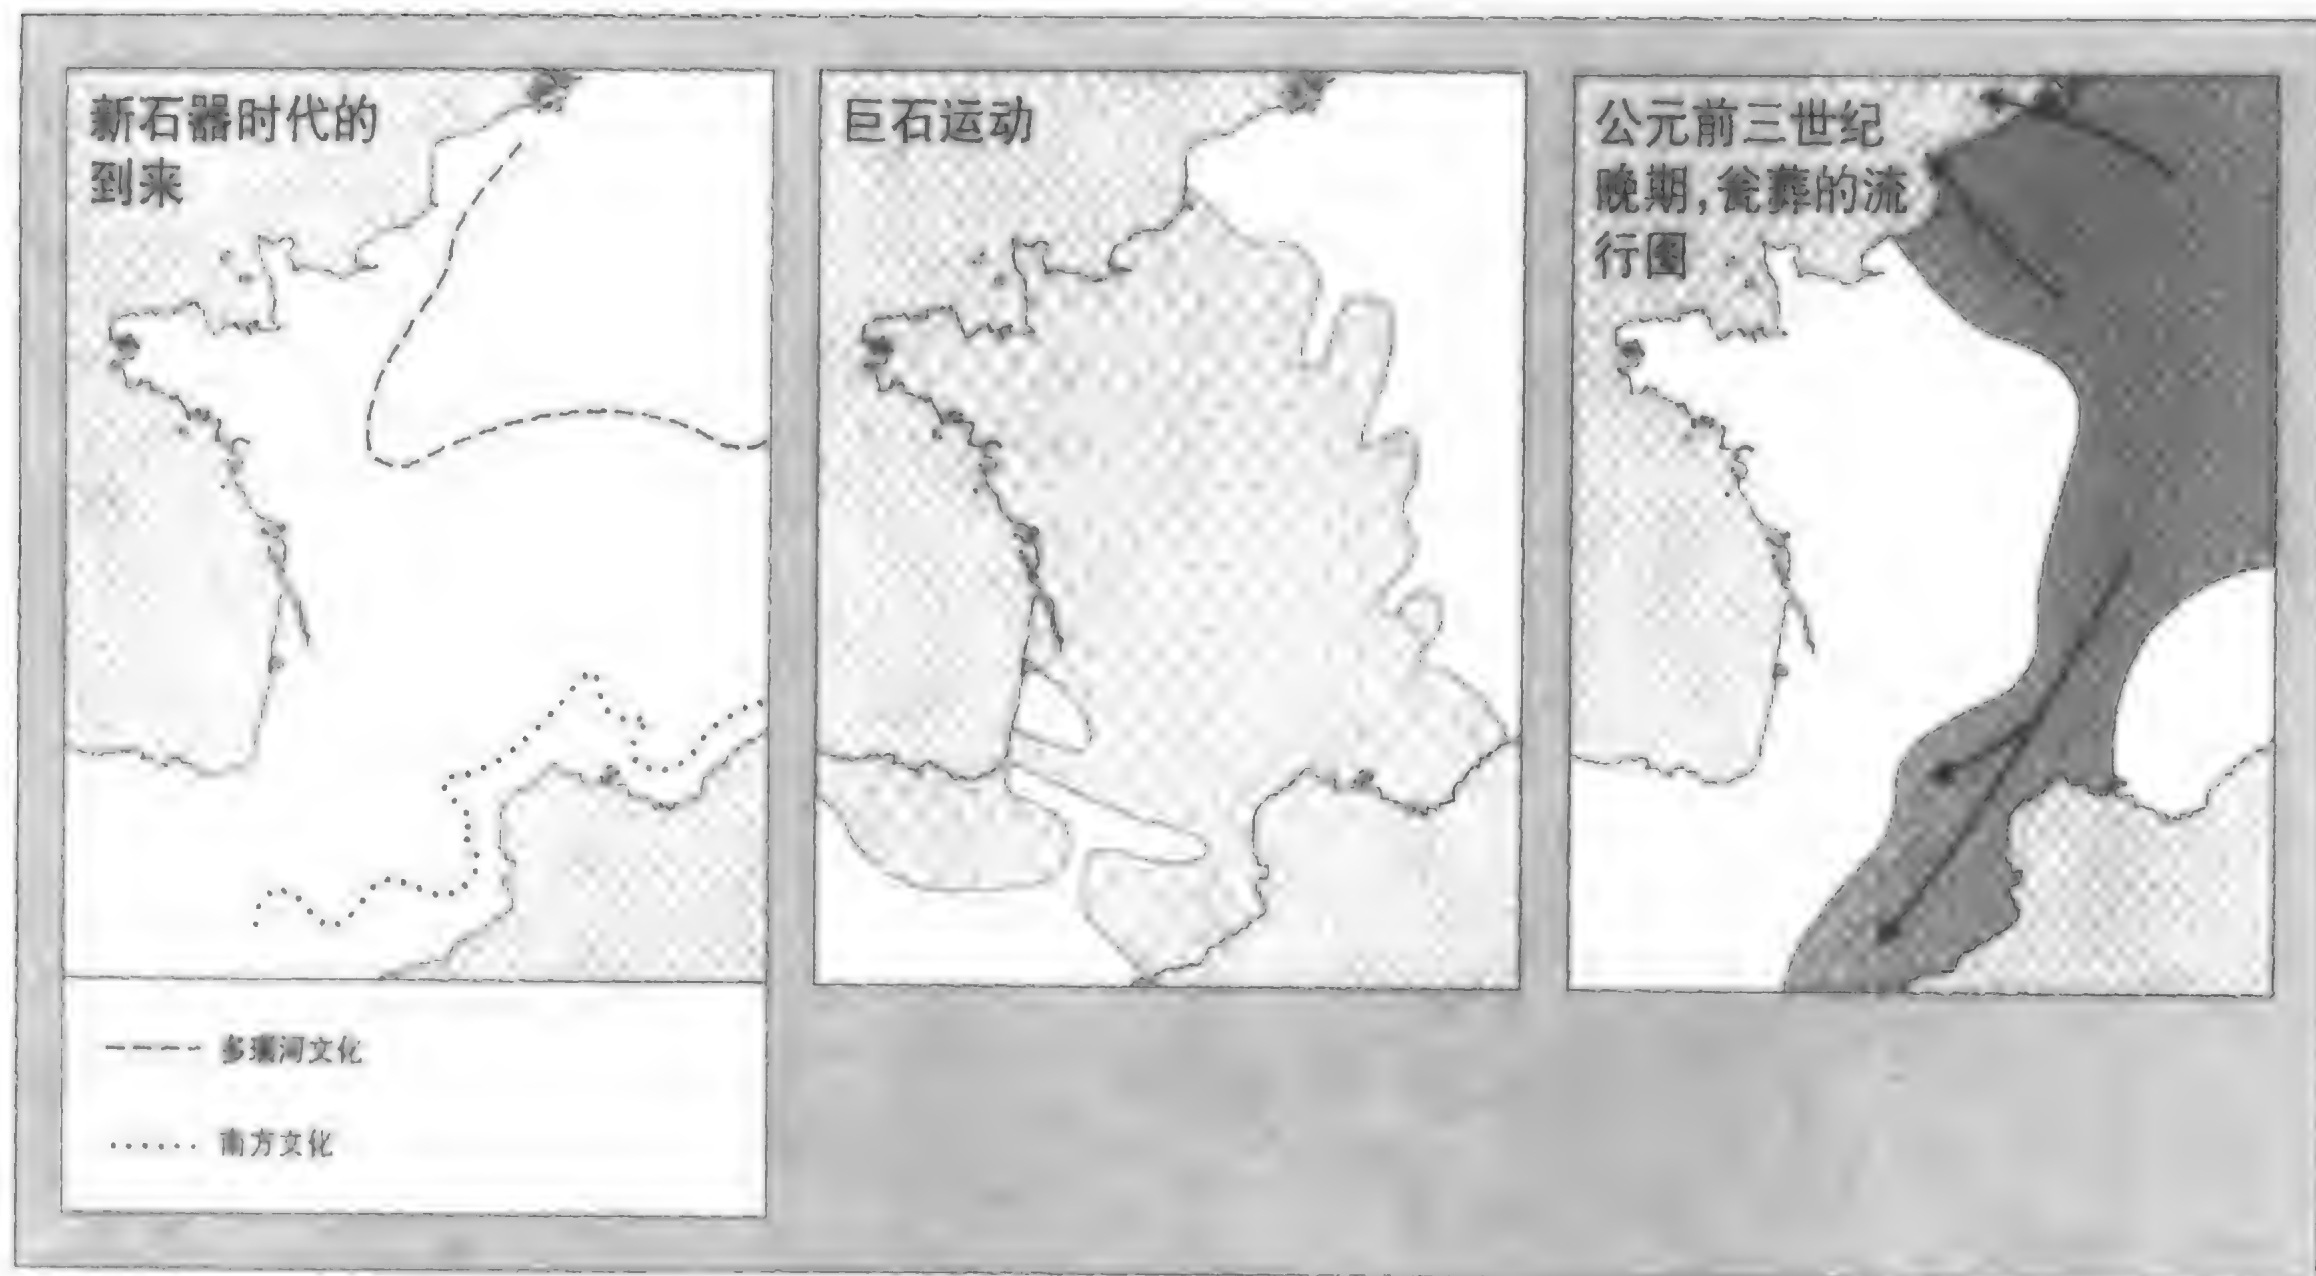 新石器时代的
到来
巨石运动
公元前三世纪
晚期，瓮葬的流
行图
多瑙河文化
南方文化